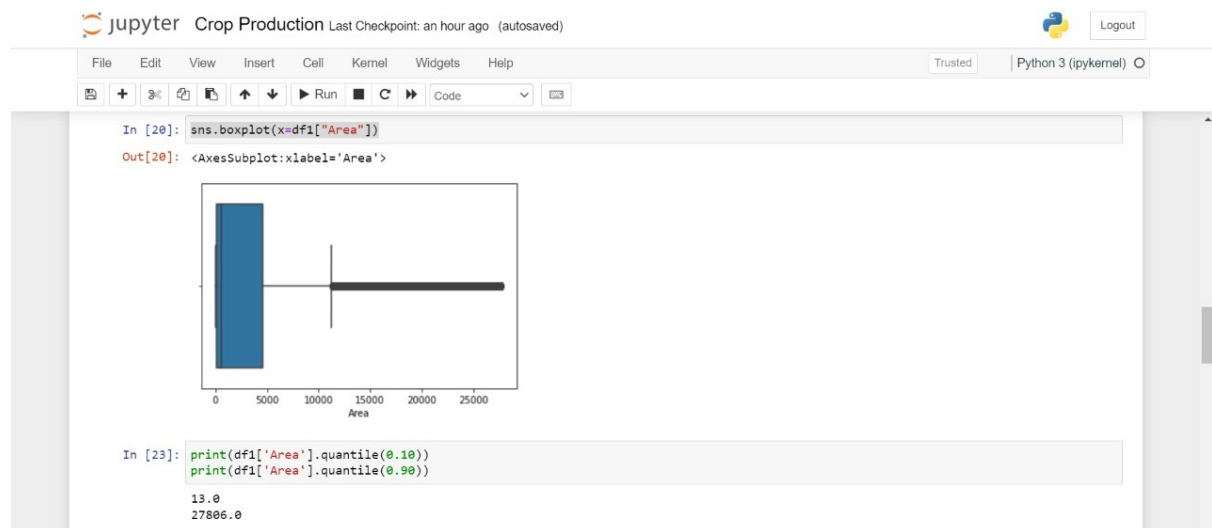 jupyter Crop Production Last Checkpoint: an hour ago (autosaved)
Logout
File Edit View Insert Cell Kernel Widgets Help
Trusted
Python 3 (ipykernel)
Run
Code
In [20]: sns.boxplot(x=df1["Area"])
Out[20]: <AxesSubplot:xlabel='Area'>
0 5000 10000 15000 20000 25000
Area
In [23]: print(df1['Area'].quantile(0.10))
print(df1['Area'].quantile(0.90))
13.0
27806.0